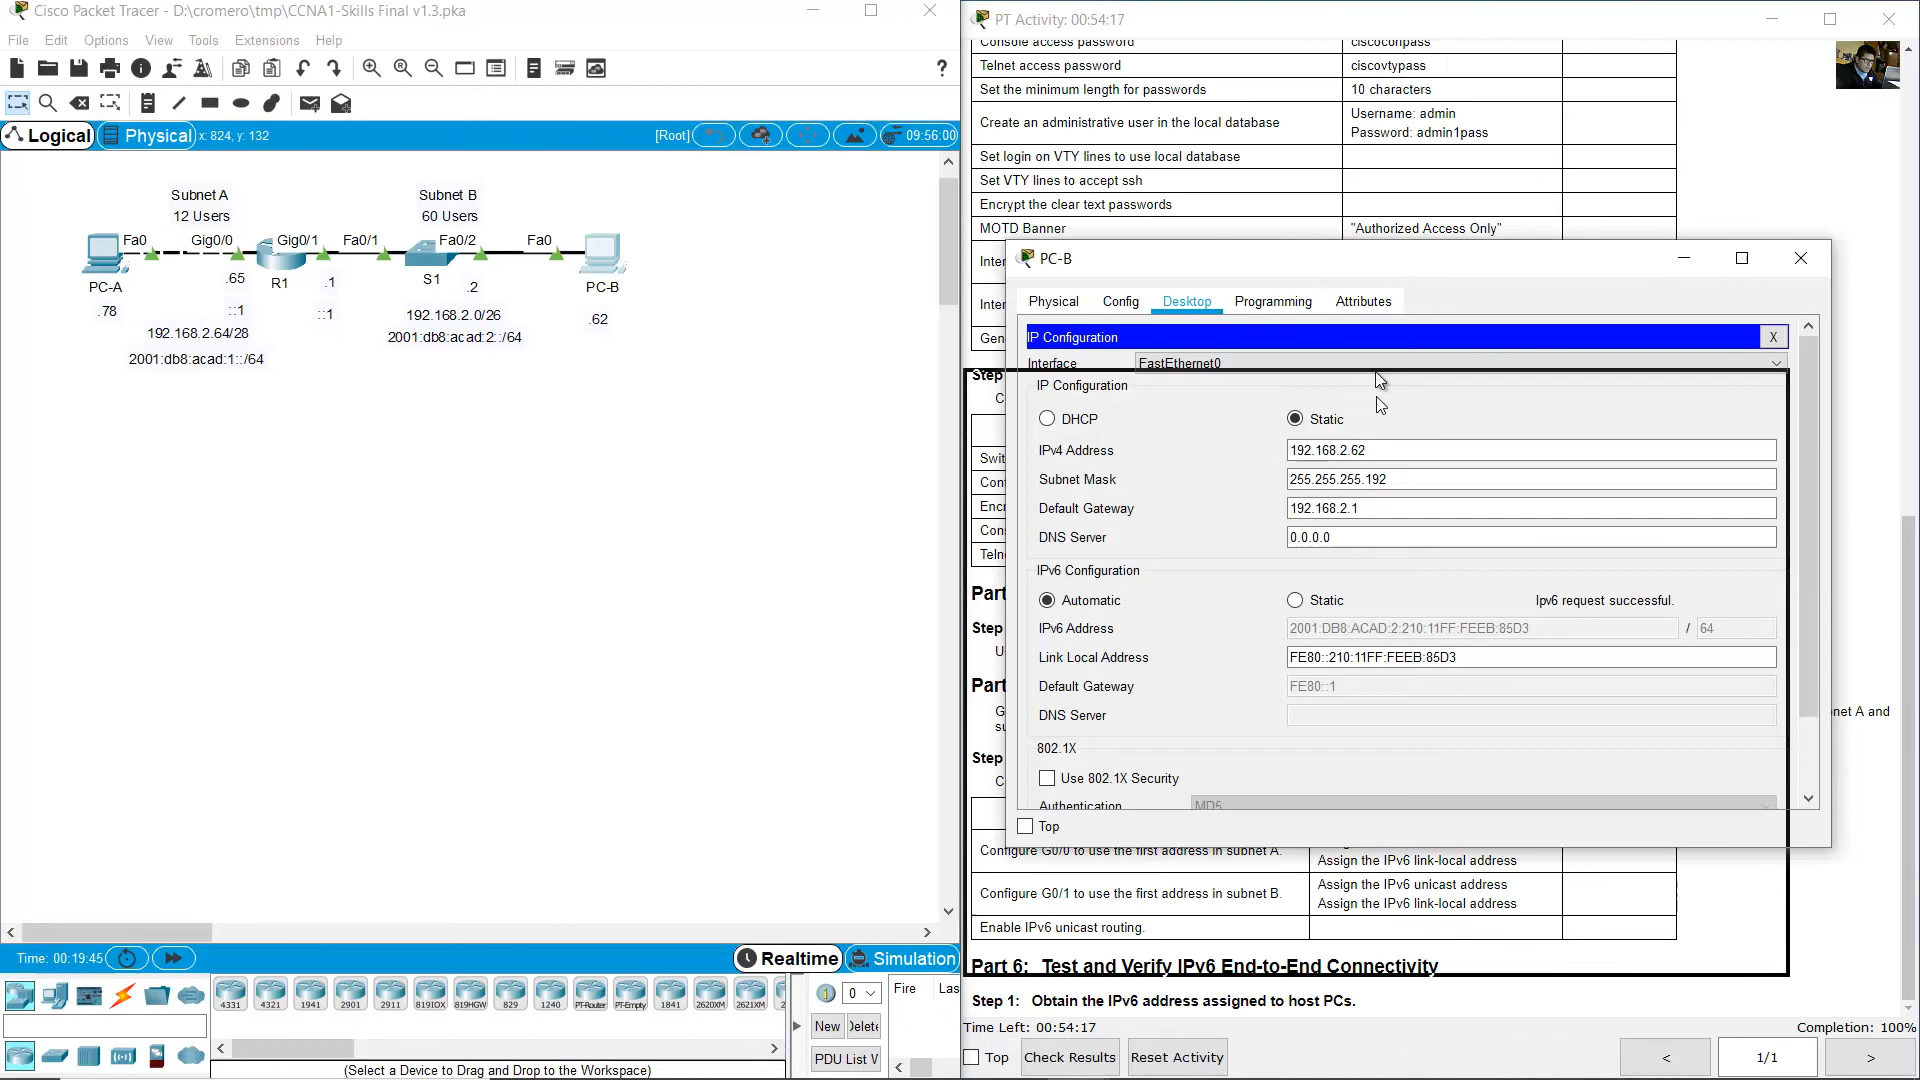 Cisco Packet Tracer - D:\cromero\tmp\CCNA1-Skills Final v1.3.pka
File Edit Options View Tools Extensions Help
?
Logical Physical x: 824, y: 132 [Root] 09:56:00
Subnet A
12 Users
Subnet B
60 Users
Fa0 Gig0/0 Gig0/1 Fa0/1 Fa0/2 Fa0
.65 R1 .1 S1 .2
PC-A
PC-B
.78 ::1 ::1 192.168.2.0/26 .62
192.168.2.64/28
2001:db8:acad:2::/64
2001:db8:acad:1::/64
Time: 00:19:45
Realtime Simulation
4331 4321 1941 2901 2911 819IOX 819HGW 829 1240 PT-Router PT-Empty 1841 2620XM 2621XM
0
Fire Las
New Delete
PDU List W
(Select a Device to Drag and Drop to the Workspace)
PT Activity: 00:54:17
Console access password ciscoconpass
Telnet access password ciscovtypass
Set the minimum length for passwords 10 characters
Create an administrative user in the local database
Username: admin
Password: admin1pass
Set login on VTY lines to use local database
Set VTY lines to accept ssh
Encrypt the clear text passwords
MOTD Banner "Authorized Access Only"
Inter
Inter
Gen
Step
C
Swit
Conf
Encr
Cons
Teln
Part
Step
U
Part
G
su
net A and
Step
C
PC-B
Physical Config Desktop Programming Attributes
IP Configuration X
Interface FastEthernet0
IP Configuration
DHCP Static
IPv4 Address 192.168.2.62
Subnet Mask 255.255.255.192
Default Gateway 192.168.2.1
DNS Server 0.0.0.0
IPv6 Configuration
Automatic Static Ipv6 request successful.
IPv6 Address 2001:DB8:ACAD:2:210:11FF:FEEB:85D3 / 64
Link Local Address FE80::210:11FF:FEEB:85D3
Default Gateway FE80::1
DNS Server
802.1X
Use 802.1X Security
Authentication MD5
Top
Configure G0/0 to use the first address in subnet A. Assign the IPv6 link-local address
Configure G0/1 to use the first address in subnet B.
Assign the IPv6 unicast address
Assign the IPv6 link-local address
Enable IPv6 unicast routing.
Part 6: Test and Verify IPv6 End-to-End Connectivity
Step 1: Obtain the IPv6 address assigned to host PCs.
Time Left: 00:54:17 Completion: 100%
Top Check Results Reset Activity < 1/1 >